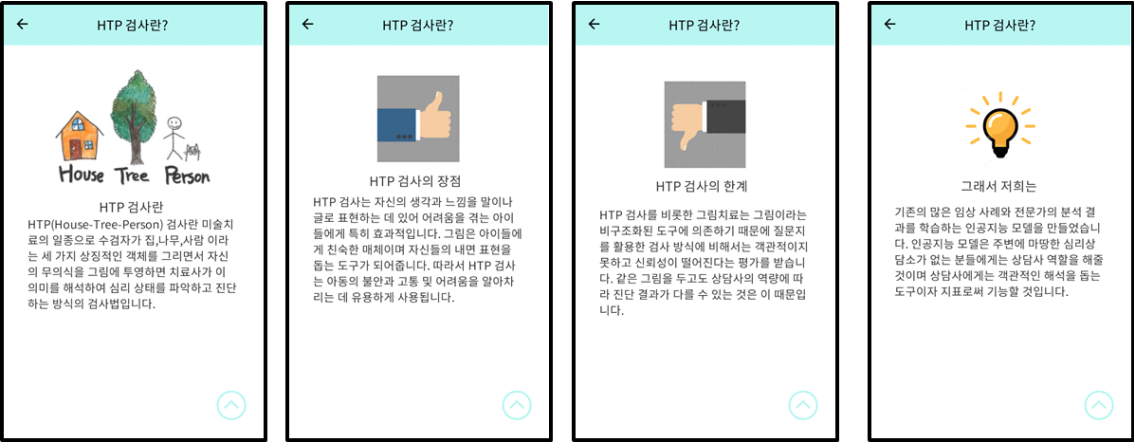 HTP 검사란?
House Tree Person
HTP 검사란
HTP(House-Tree-Person) 검사란 미술치
료의 일종으로 수검자가 집,나무,사람 이라
는 세 가지 상징적인 객체를 그리면서 자신
의 무의식을 그림에 투영하면 치료사가 이
의미를 해석하여 심리 상태를 파악하고 진단
하는 방식의 검사법입니다.
HTP 검사란?
HTP 검사의 장점
HTP 검사는 자신의 생각과 느낌을 말이나
글로 표현하는 데 있어 어려움을 겪는 아이
들에게 특히 효과적입니다. 그림은 아이들에
게 친숙한 매체이며 자신들의 내면 표현을
돕는 도구가 되어줍니다. 따라서 HTP 검사
는 아동의 불안과 고통 및 어려움을 알아차
리는 데 유용하게 사용됩니다.
HTP 검사란?
HTP 검사의 한계
HTP 검사를 비롯한 그림치료는 그림이라는
비구조화된 도구에 의존하기 때문에 질문지
를 활용한 검사 방식에 비해서는 객관적이지
못하고 신뢰성이 떨어진다는 평가를 받습니
다. 같은 그림을 두고도 상담사의 역량에 따
라 진단 결과가 다를 수 있는 것은 이 때문입
니다.
HTP 검사란?
그래서 저희는
기존의 많은 임상 사례와 전문가의 분석 결
과를 학습하는 인공지능 모델을 만들었습니
다. 인공지능 모델은 주변에 마땅한 심리상
담소가 없는 분들에게는 상담사 역할을 해줄
것이며 상담사에게는 객관적인 해석을 돕는
도구이자 지표로써 기능할 것입니다.